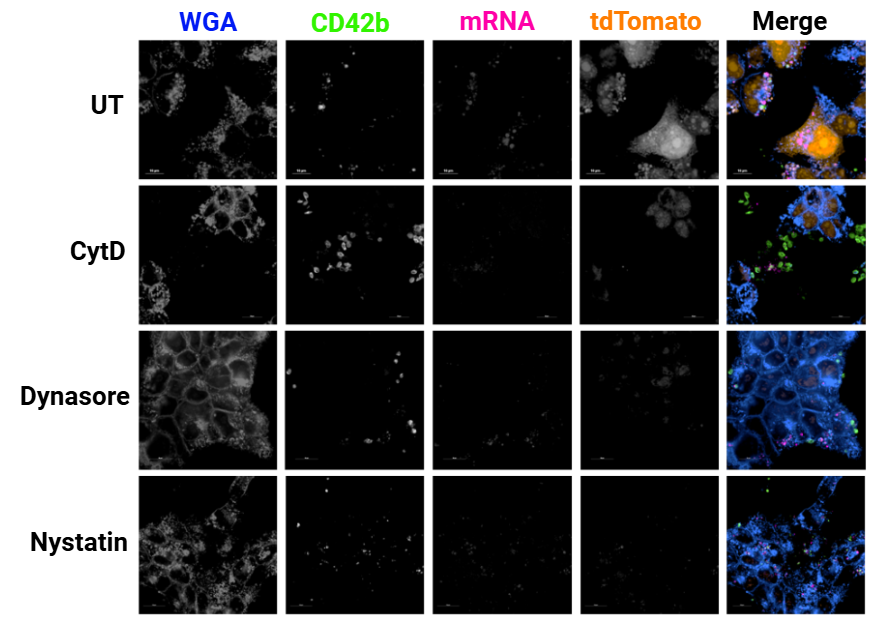 WGA CD42b mRNA tdTomato Merge
UT
CytD
Dynasore
Nystatin